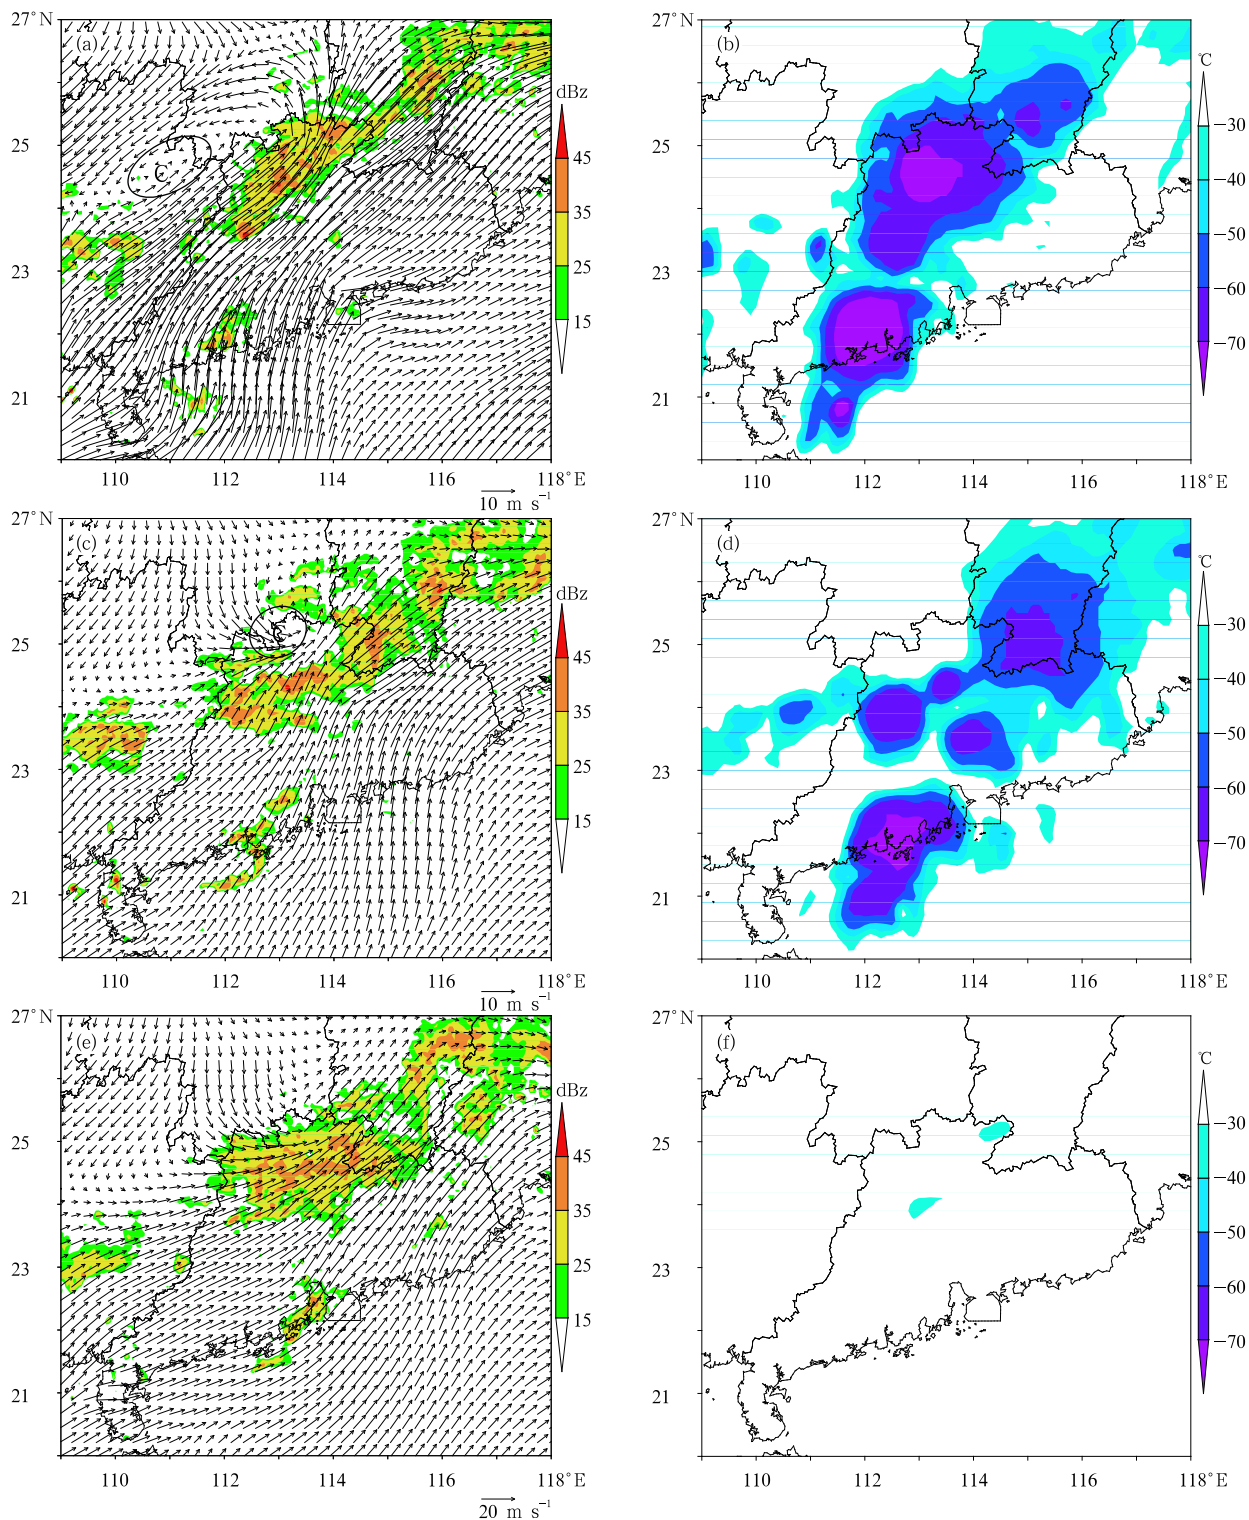 27°N
(a)
C
25
23
21
110
112
114
116
118°E
10 m s⁻¹
dBz
45
35
25
15
27°N
(b)
25
23
21
110
112
114
116
118°E
℃
−30
−40
−50
−60
−70
27°N
(c)
25
23
21
110
112
114
116
118°E
10 m s⁻¹
dBz
45
35
25
15
27°N
(d)
25
23
21
110
112
114
116
118°E
℃
−30
−40
−50
−60
−70
27°N
(e)
25
23
21
110
112
114
116
118°E
20 m s⁻¹
dBz
45
35
25
15
27°N
(f)
25
23
21
110
112
114
116
118°E
℃
−30
−40
−50
−60
−70